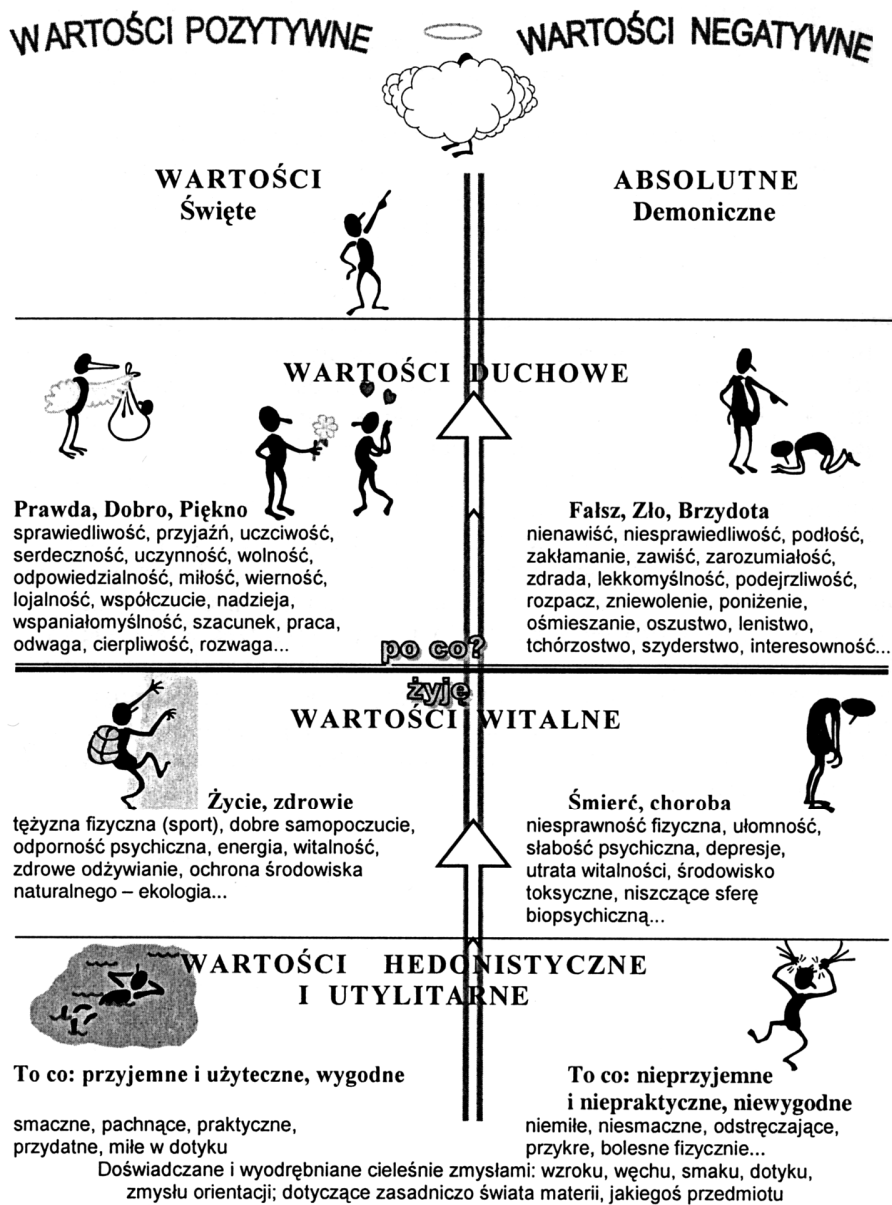 WARTOŚCI POZYTYWNE
WARTOŚCI NEGATYWNE
WARTOŚCI
Święte
ABSOLUTNE
Demoniczne
WARTOŚCI DUCHOWE
Prawda, Dobro, Piękno
sprawiedliwość, przyjaźń, uczciwość,
serdeczność, uczynność, wolność,
odpowiedzialność, miłość, wierność,
lojalność, współczucie, nadzieja,
wspaniałomyślność, szacunek, praca,
odwaga, cierpliwość, rozwaga...
Fałsz, Zło, Brzydota
nienawiść, niesprawiedliwość, podłość,
zakłamanie, zawiść, zarozumiałość,
zdrada, lekkomyślność, podejrzliwość,
rozpacz, zniewolenie, poniżenie,
ośmieszanie, oszustwo, lenistwo,
tchórzostwo, szyderstwo, interesowność...
po co?
żyję
WARTOŚCI WITALNE
Życie, zdrowie
tężyzna fizyczna (sport), dobre samopoczucie,
odporność psychiczna, energia, witalność,
zdrowe odżywianie, ochrona środowiska
naturalnego – ekologia...
Śmierć, choroba
niesprawność fizyczna, ułomność,
słabość psychiczna, depresje,
utrata witalności, środowisko
toksyczne, niszczące sferę
biopsychiczną...
WARTOŚCI HEDONISTYCZNE
I UTYLITARNE
To co: przyjemne i użyteczne, wygodne
smaczne, pachnące, praktyczne,
przydatne, miłe w dotyku
To co: nieprzyjemne
i niepraktyczne, niewygodne
niemiłe, niesmaczne, odstręczające,
przykre, bolesne fizycznie...
Doświadczane i wyodrębniane cieleśnie zmysłami: wzroku, węchu, smaku, dotyku,
zmysłu orientacji; dotyczące zasadniczo świata materii, jakiegoś przedmiotu